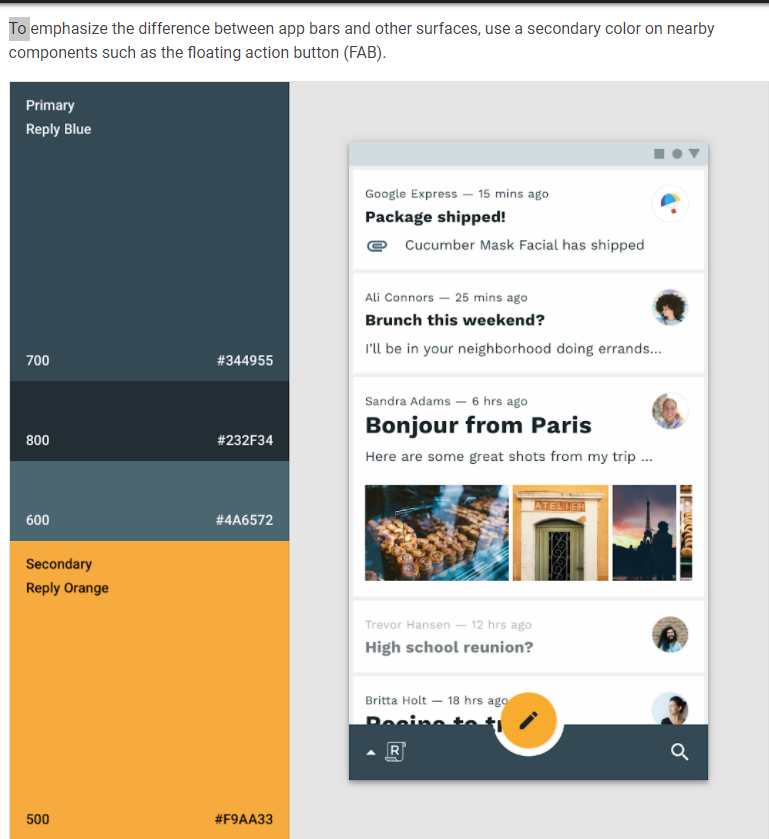 To emphasize the difference between app bars and other surfaces, use a secondary color on nearby
components such as the floating action button (FAB).
Primary
Reply Blue
700 #344955
800 #232F34
600 #4A6572
Secondary
Reply Orange
500 #F9AA33
Google Express — 15 mins ago
Package shipped!
Cucumber Mask Facial has shipped
Ali Connors — 25 mins ago
Brunch this weekend?
I'll be in your neighborhood doing errands...
Sandra Adams — 6 hrs ago
Bonjour from Paris
Here are some great shots from my trip ...
ATELIER
Trevor Hansen — 12 hrs ago
High school reunion?
Britta Holt — 18 hrs ago
Recipe to
R